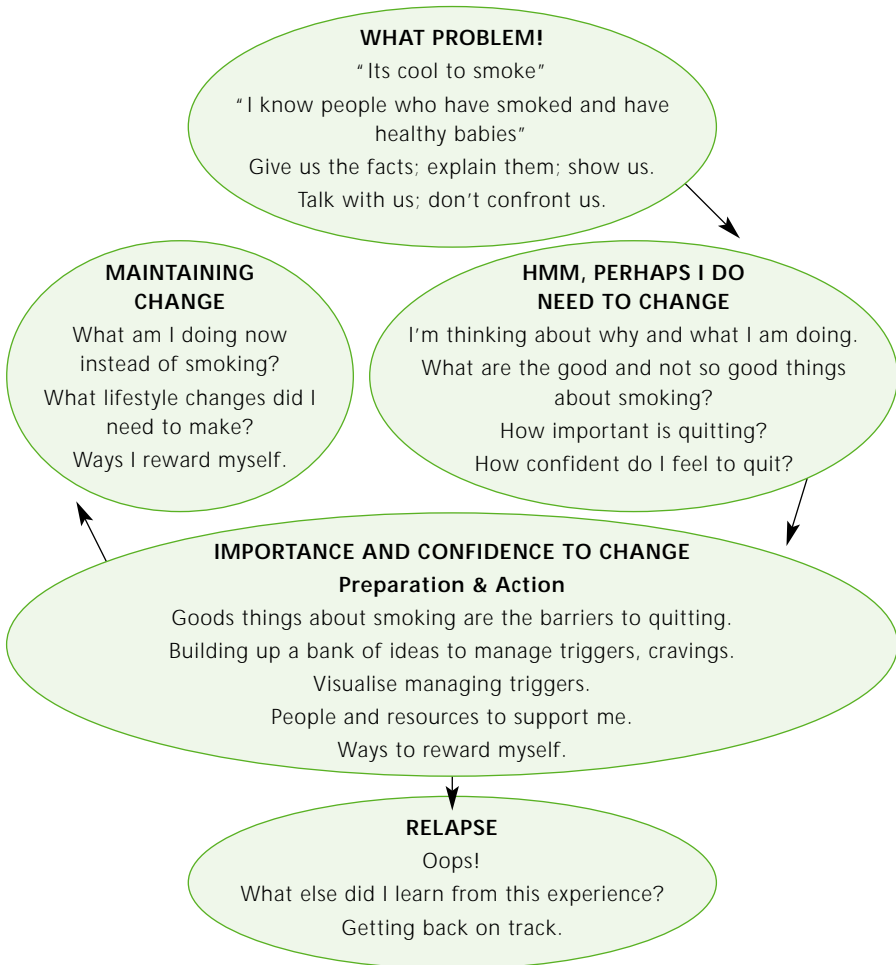 WHAT PROBLEM!
“Its cool to smoke”
“I know people who have smoked and have
healthy babies”
Give us the facts; explain them; show us.
Talk with us; don’t confront us.
HMM, PERHAPS I DO
NEED TO CHANGE
I’m thinking about why and what I am doing.
What are the good and not so good things
about smoking?
How important is quitting?
How confident do I feel to quit?
IMPORTANCE AND CONFIDENCE TO CHANGE
Preparation & Action
Goods things about smoking are the barriers to quitting.
Building up a bank of ideas to manage triggers, cravings.
Visualise managing triggers.
People and resources to support me.
Ways to reward myself.
MAINTAINING
CHANGE
What am I doing now
instead of smoking?
What lifestyle changes did I
need to make?
Ways I reward myself.
RELAPSE
Oops!
What else did I learn from this experience?
Getting back on track.